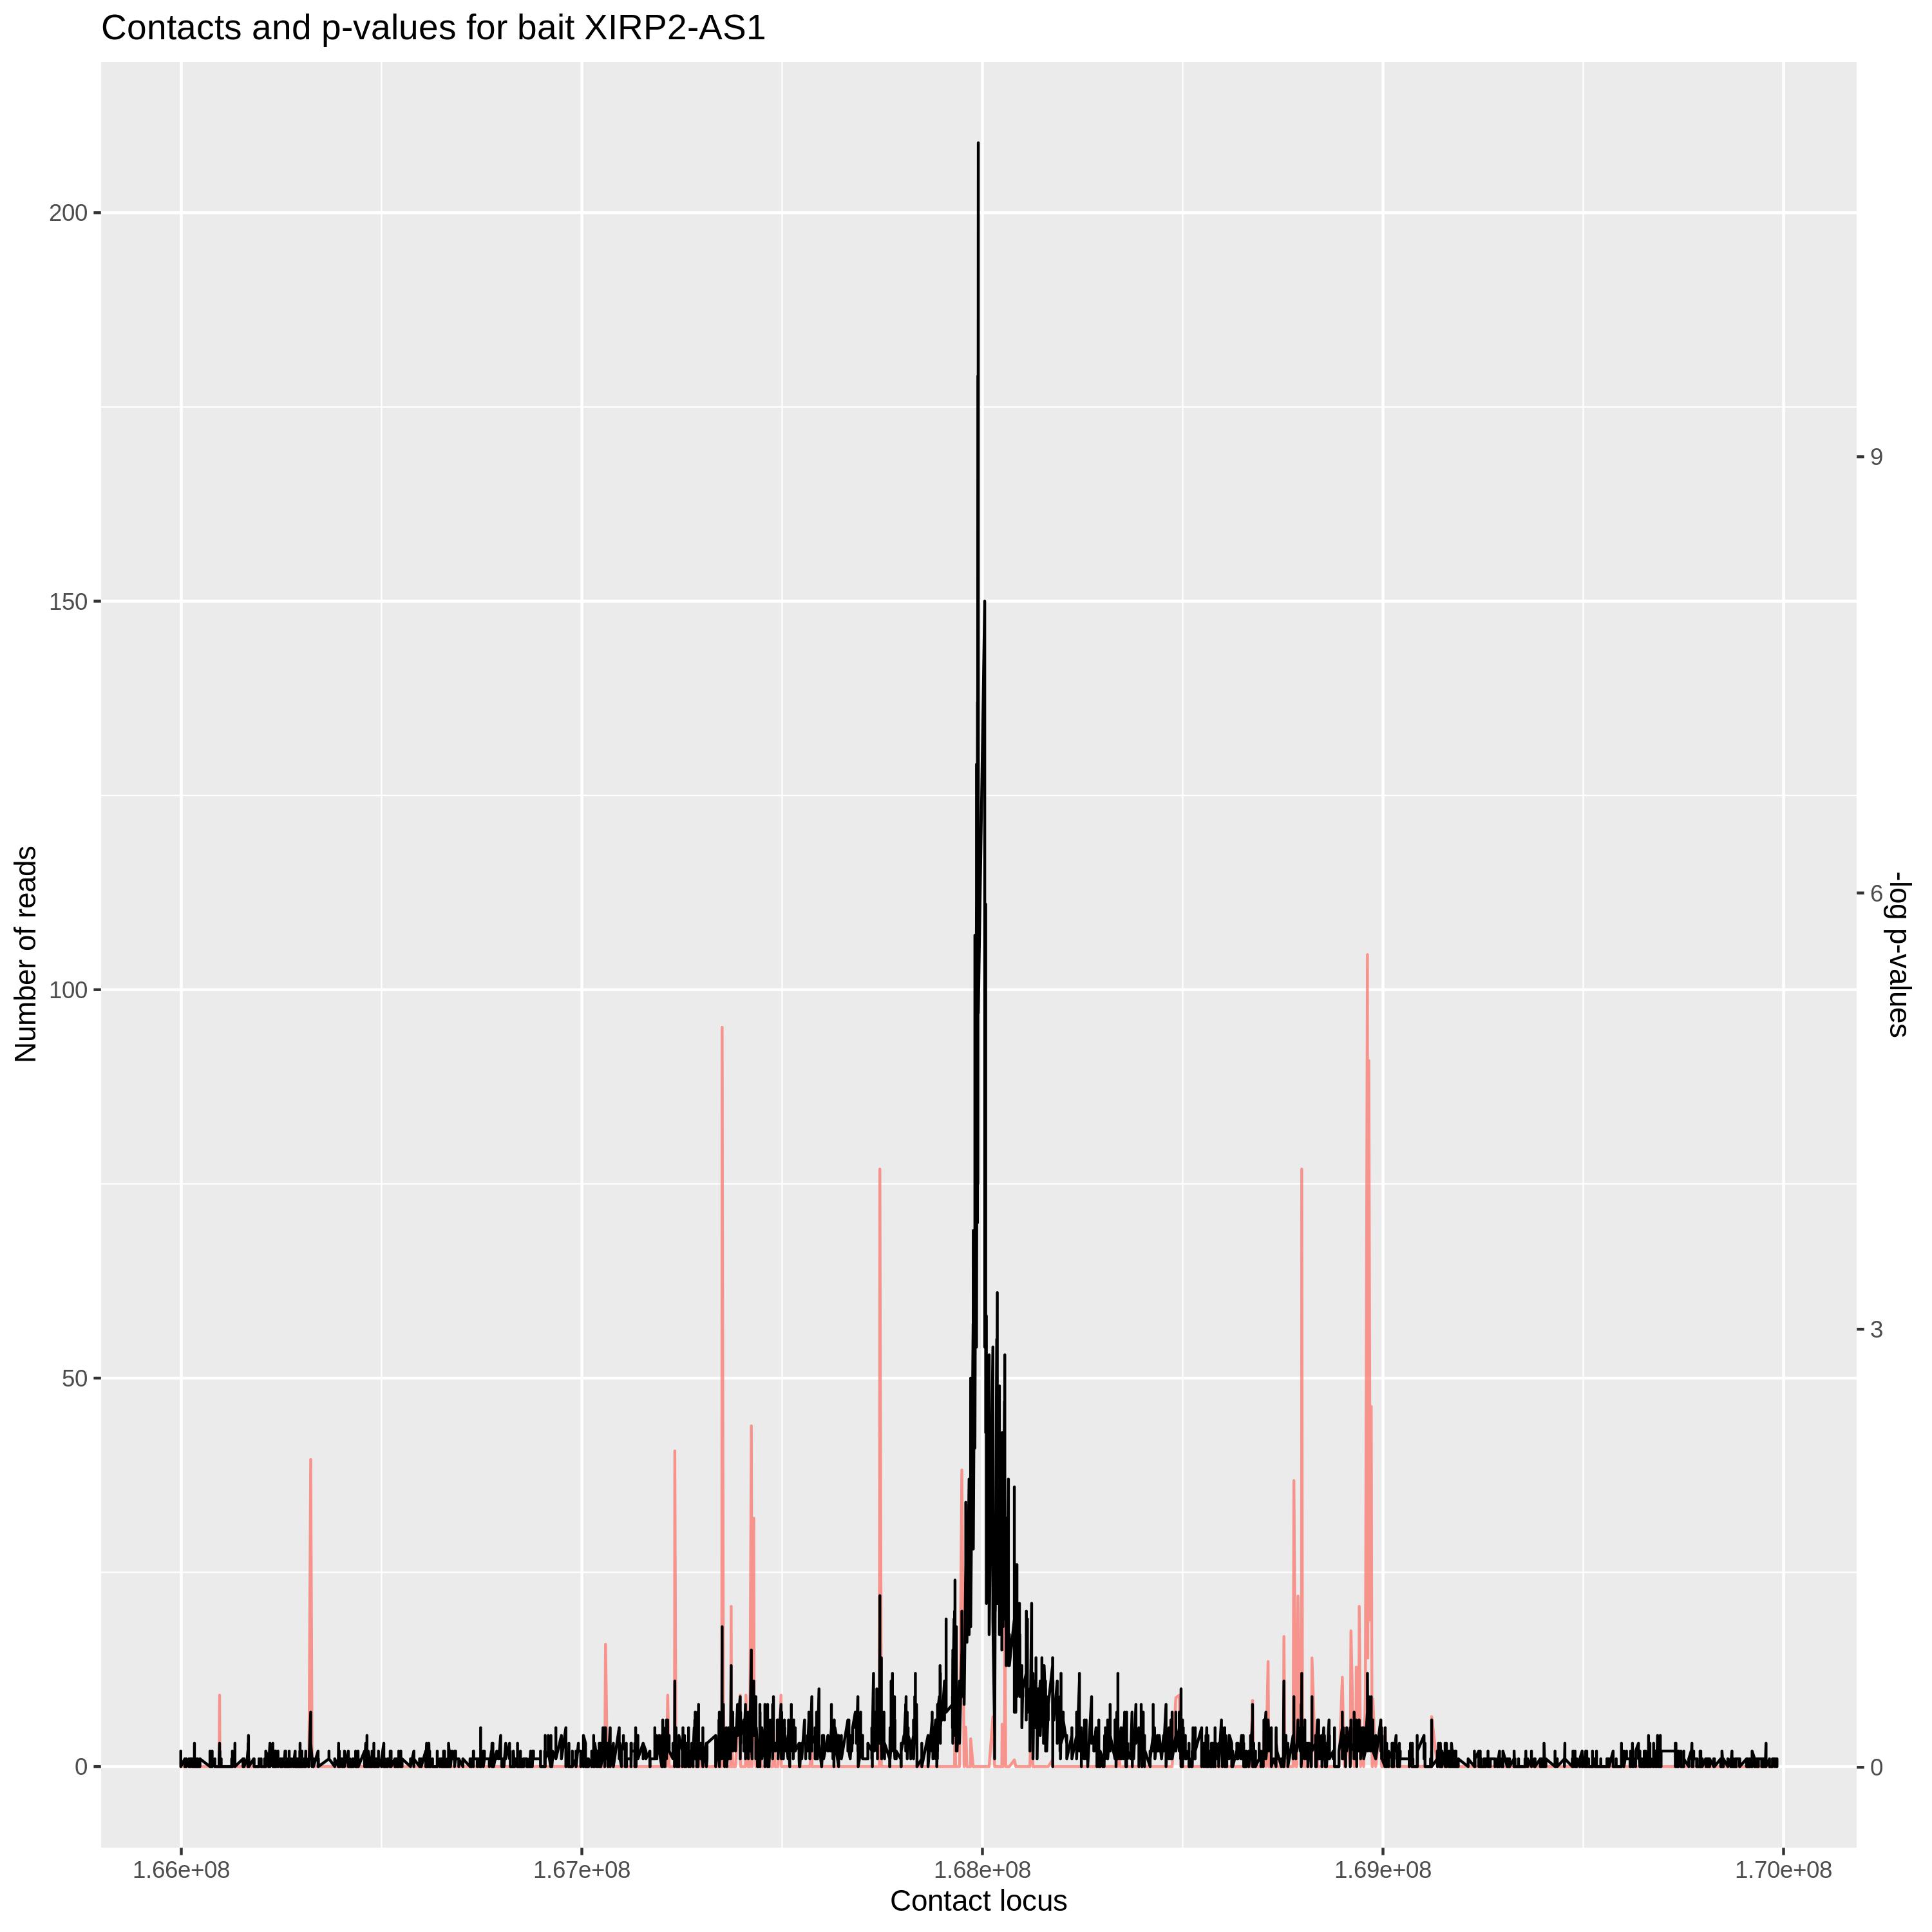 Contacts and p-values for bait XIRP2-AS1
200
150
100
50
0
Number of reads
9
6
3
0
-log p-values
1.66e+08 1.67e+08 1.68e+08 1.69e+08 1.70e+08
Contact locus